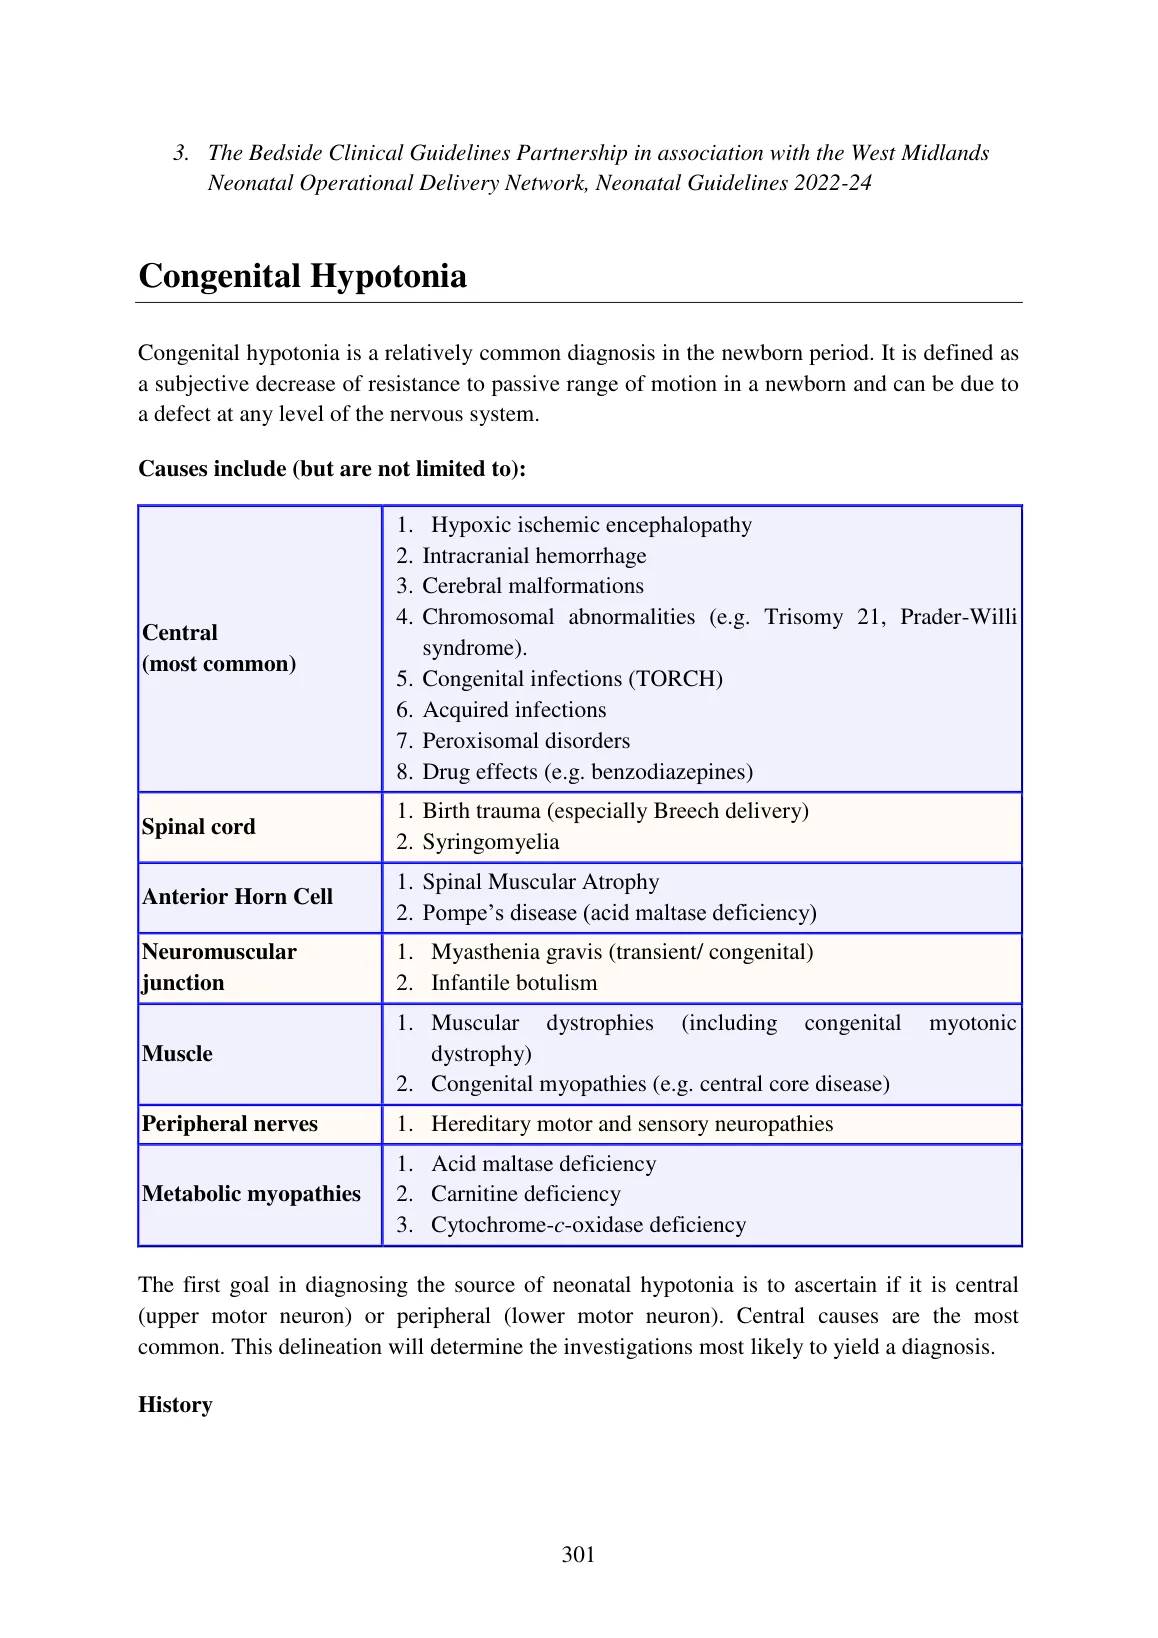 3. The Bedside Clinical Guidelines Partnership in association with the West Midlands
Neonatal Operational Delivery Network, Neonatal Guidelines 2022-24
Congenital Hypotonia
Congenital hypotonia is a relatively common diagnosis in the newborn period. It is defined as
a subjective decrease of resistance to passive range of motion in a newborn and can be due to
a defect at any level of the nervous system.
Causes include (but are not limited to):
Central
(most common)
1. Hypoxic ischemic encephalopathy
2. Intracranial hemorrhage
3. Cerebral malformations
4. Chromosomal abnormalities (e.g. Trisomy 21, Prader-Willi
syndrome).
5. Congenital infections (TORCH)
6. Acquired infections
7. Peroxisomal disorders
8. Drug effects (e.g. benzodiazepines)
Spinal cord
1. Birth trauma (especially Breech delivery)
2. Syringomyelia
Anterior Horn Cell
1. Spinal Muscular Atrophy
2. Pompe’s disease (acid maltase deficiency)
Neuromuscular
junction
1. Myasthenia gravis (transient/ congenital)
2. Infantile botulism
Muscle
1. Muscular dystrophies (including congenital myotonic
dystrophy)
2. Congenital myopathies (e.g. central core disease)
Peripheral nerves
1. Hereditary motor and sensory neuropathies
Metabolic myopathies
1. Acid maltase deficiency
2. Carnitine deficiency
3. Cytochrome-c-oxidase deficiency
The first goal in diagnosing the source of neonatal hypotonia is to ascertain if it is central
(upper motor neuron) or peripheral (lower motor neuron). Central causes are the most
common. This delineation will determine the investigations most likely to yield a diagnosis.
History
301